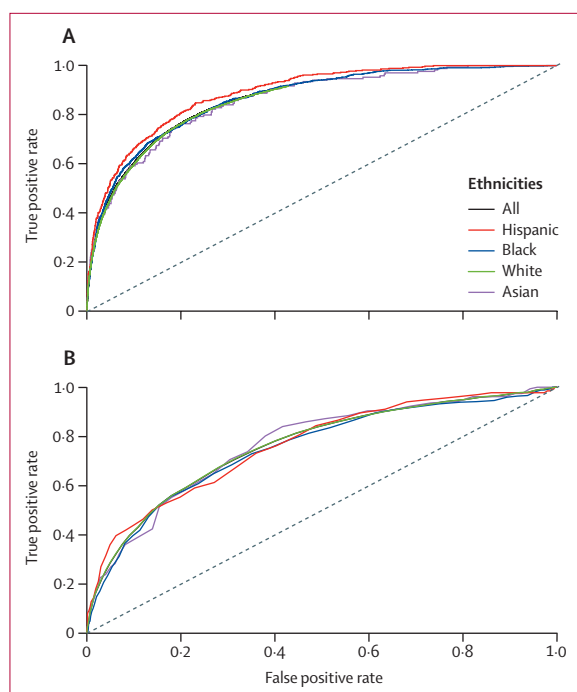 A
1·0
0·8
0·6
0·4
0·2
0
True positive rate
Ethnicities
All
Hispanic
Black
White
Asian
B
1·0
0·8
0·6
0·4
0·2
0
True positive rate
0
0·2
0·4
0·6
0·8
1·0
False positive rate